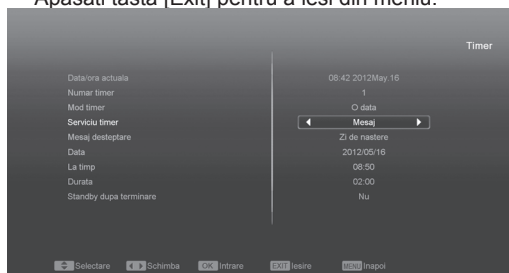 Apasati tasta [Exit] pentru a iesi din meniu.
Timer
Data/ora actuala 08:42 2012May.16
Numar timer 1
Mod timer O data
Serviciu timer Mesaj
Mesaj desteptare Zi de nastere
Data 2012/05/16
La timp 08:50
Durata 02:00
Standby dupa terminare Nu
Selectare Schimba OK Intrare EXIT Iesire MENU Inapoi